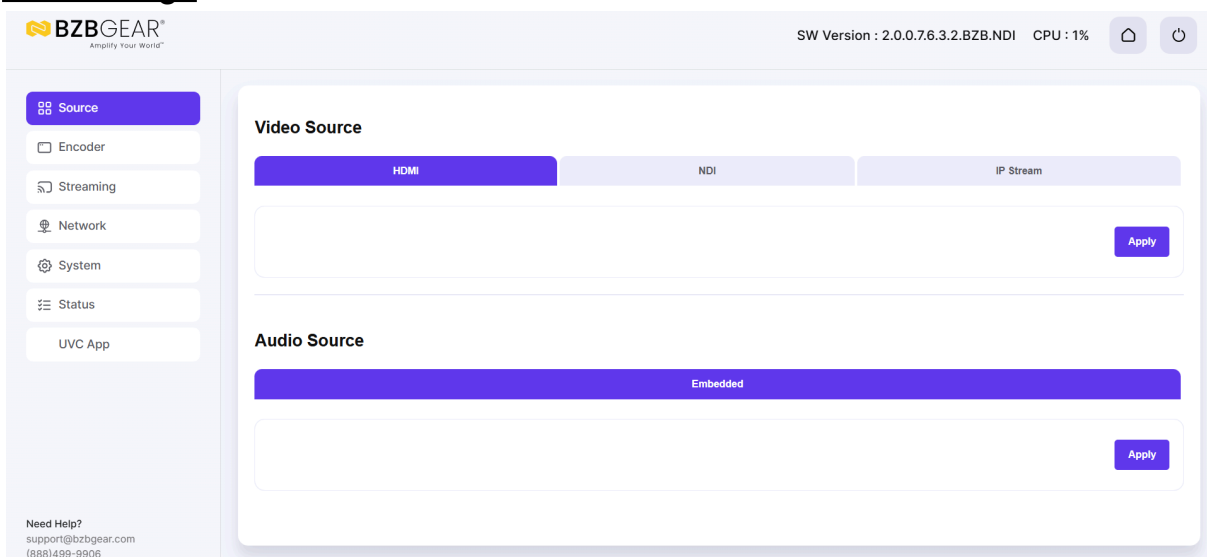 BZBGEAR®
Amplify Your World™
SW Version : 2.0.0.7.6.3.2.BZB.NDI CPU : 1%
Source
Encoder
Streaming
Network
System
Status
UVC App
Need Help?
support@bzbgear.com
(888)499-9906
Video Source
HDMI NDI IP Stream
Apply
Audio Source
Embedded
Apply